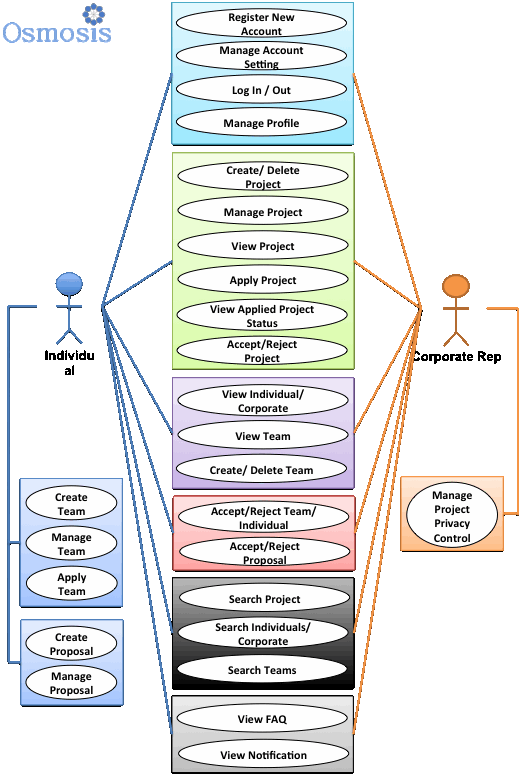 Osmosis
Register New
Account
Manage Account
Setting
Log In / Out
Manage Profile
Create/ Delete
Project
Manage Project
View Project
Apply Project
View Applied Project
Status
Accept/Reject
Project
Individu
al
Corporate Rep
View Individual/
Corporate
View Team
Create/ Delete Team
Accept/Reject Team/
Individual
Accept/Reject
Proposal
Create
Team
Manage
Team
Apply
Team
Create
Proposal
Manage
Proposal
Manage
Project
Privacy
Control
Search Project
Search Individuals/
Corporate
Search Teams
View FAQ
View Notification